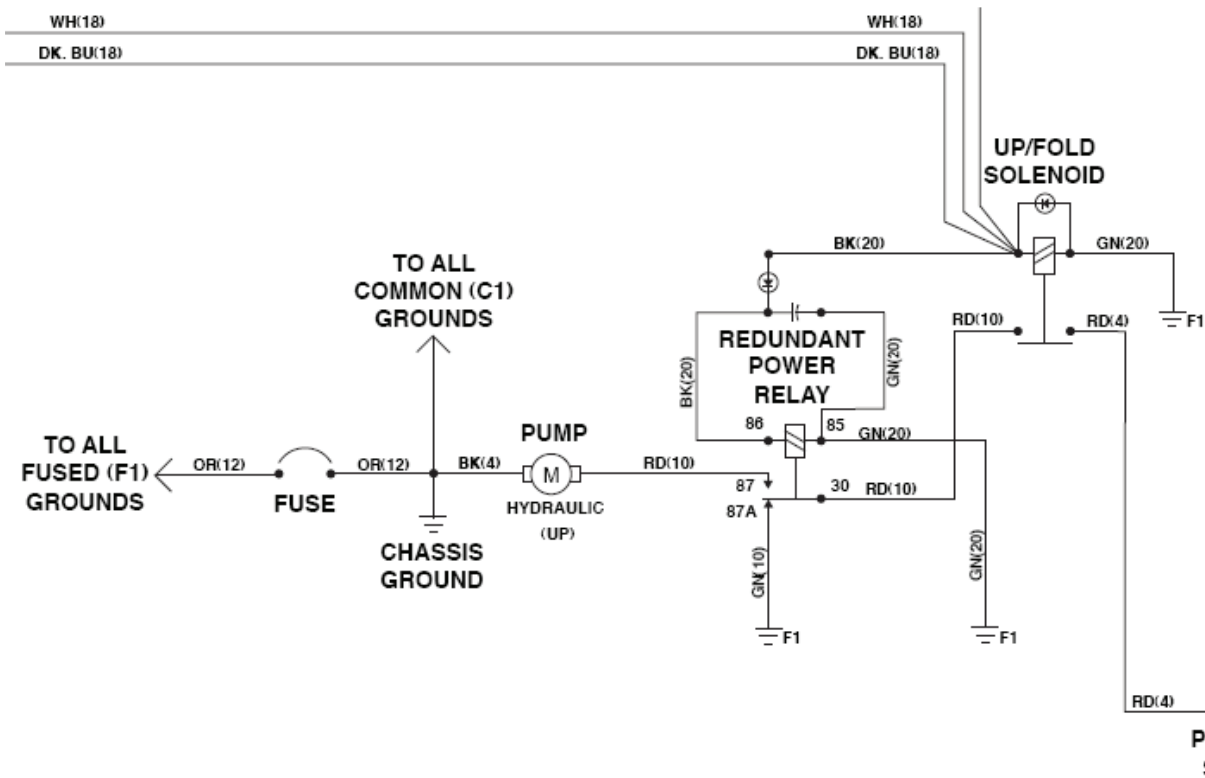 WH(18)
WH(18)
DK. BU(18)
DK. BU(18)
UP/FOLD
SOLENOID
BK(20)
GN(20)
TO ALL
COMMON (C1)
GROUNDS
F1
RD(10)
RD(4)
REDUNDANT
POWER
RELAY
BK(20)
GN(20)
86
85
GN(20)
TO ALL
FUSED (F1)
GROUNDS
OR(12)
FUSE
OR(12)
BK(4)
PUMP
M
HYDRAULIC
(UP)
RD(10)
87
30
RD(10)
87A
CHASSIS
GROUND
GN(10)
GN(20)
F1
F1
RD(4)
P